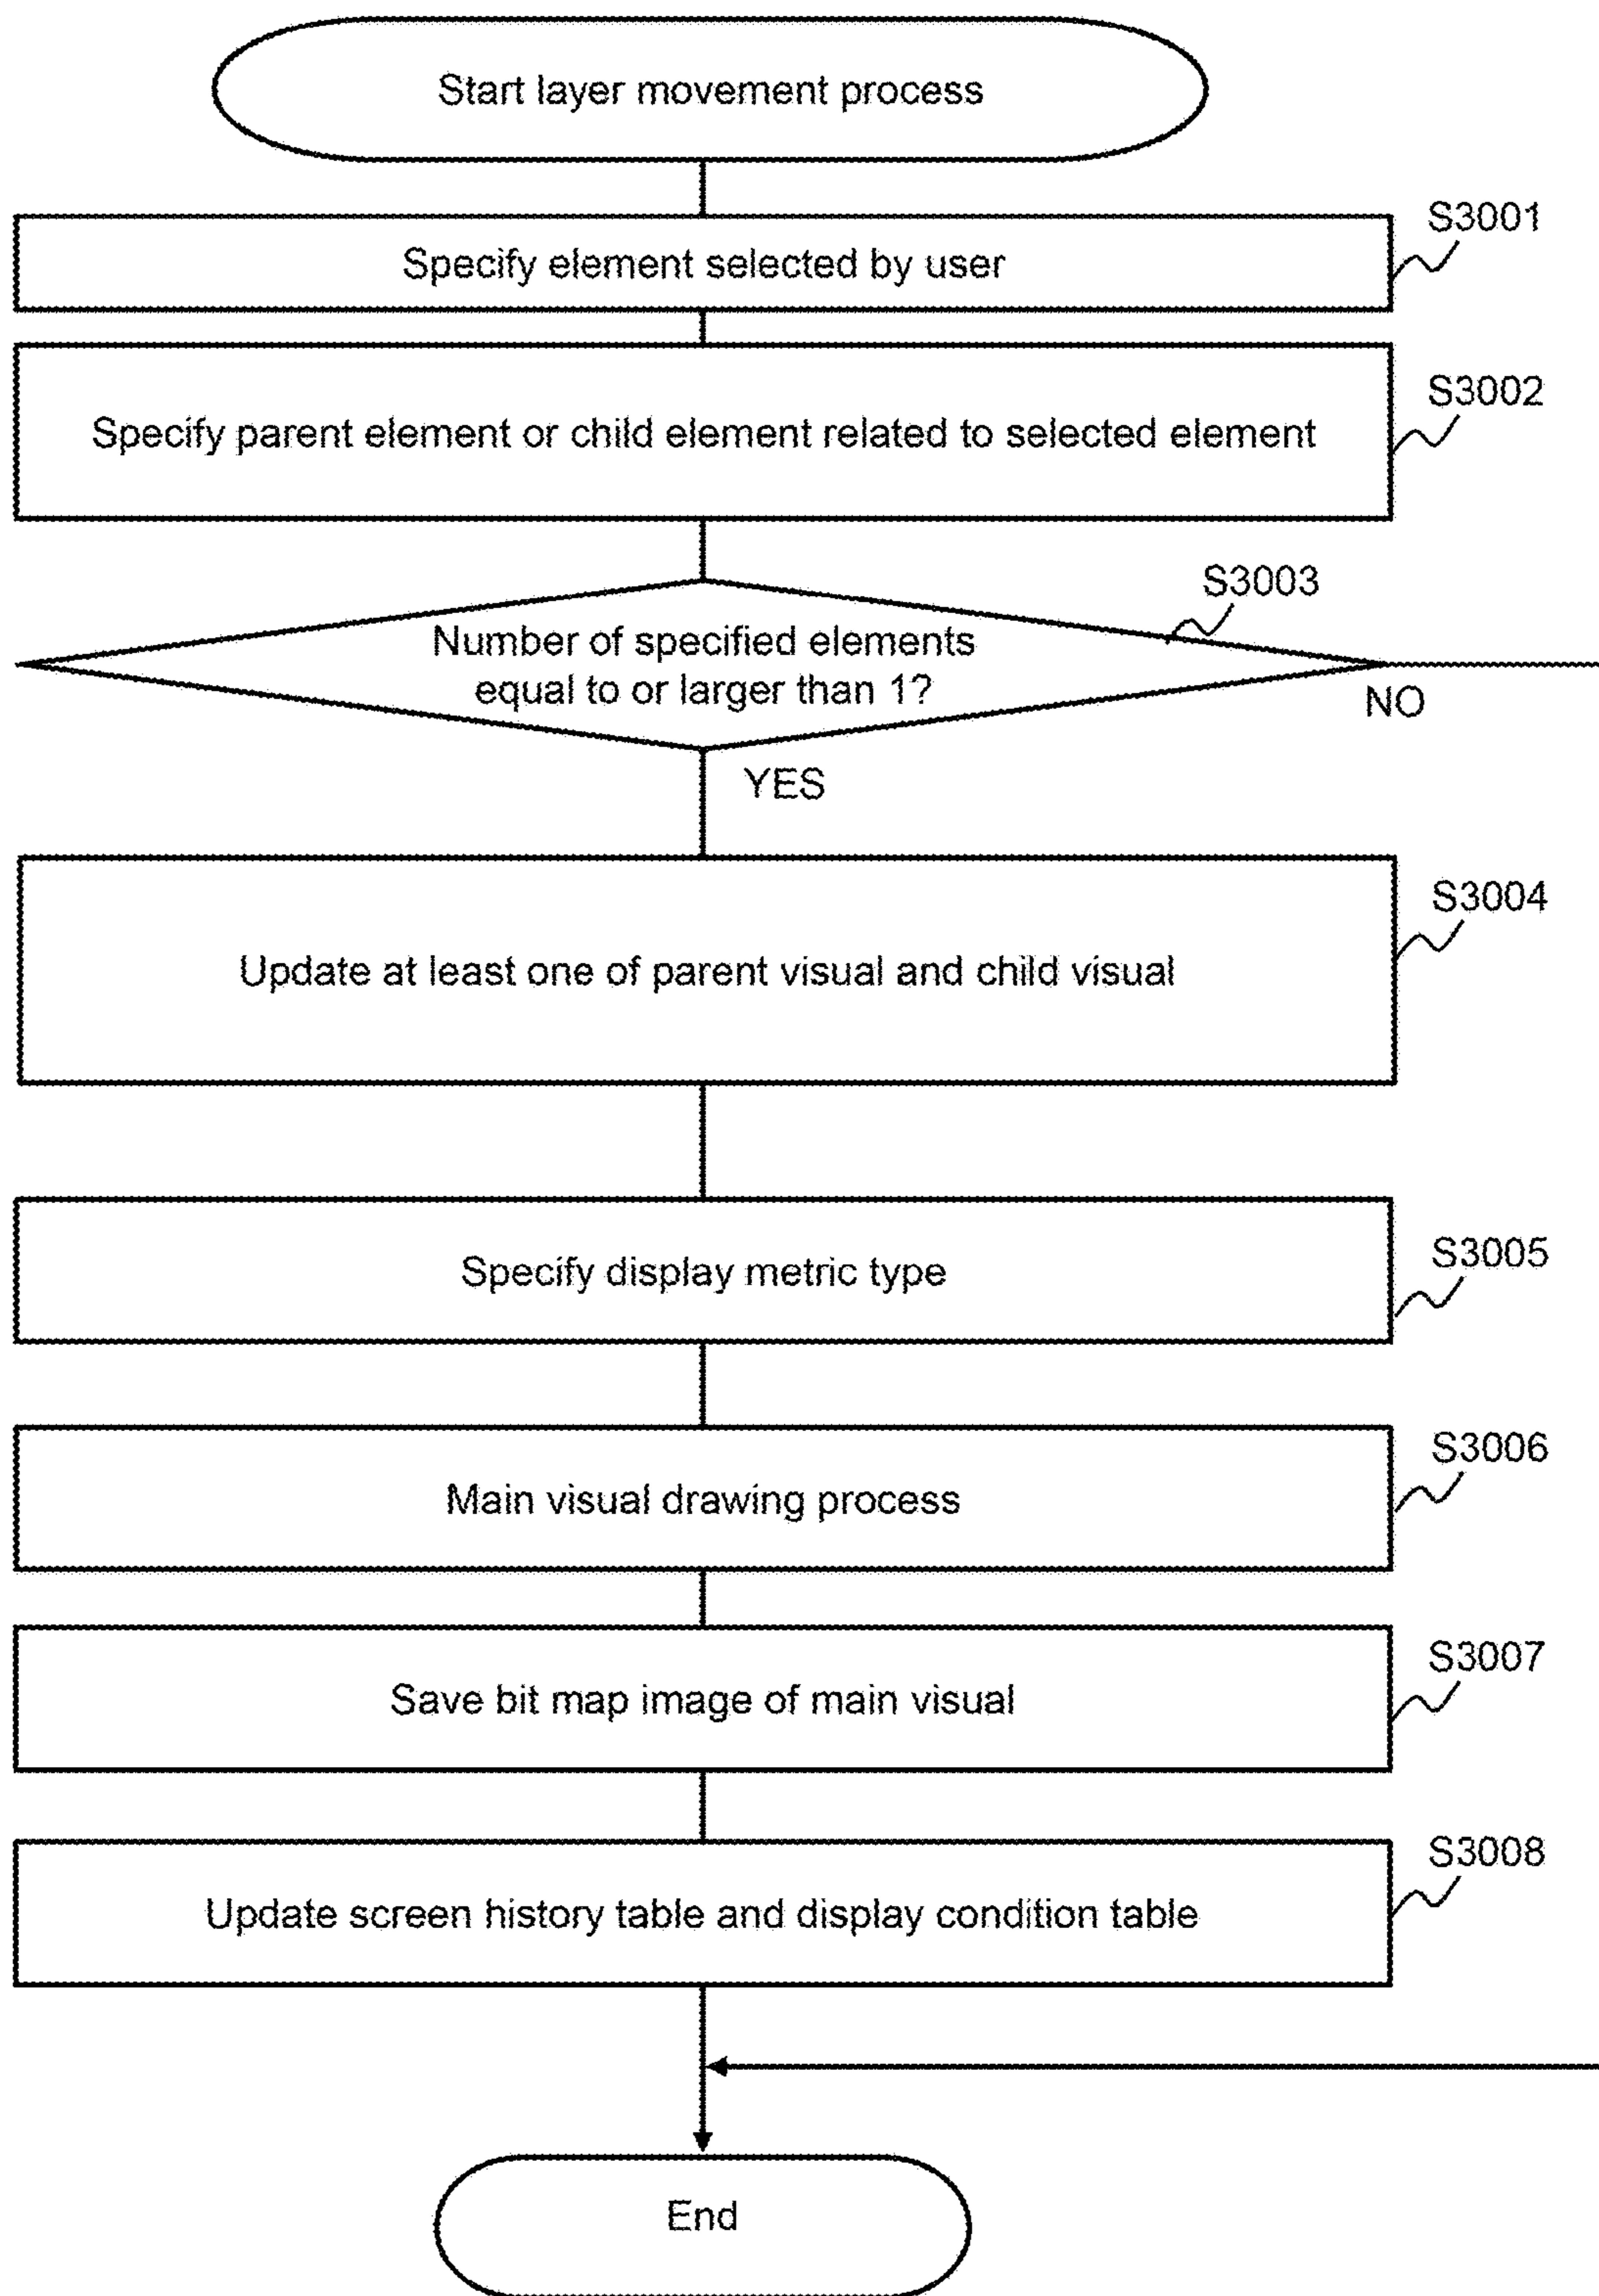 Start layer movement process
S3001
Specify element selected by user
S3002
Specify parent element or child element related to selected element
S3003
Number of specified elements
equal to or larger than 1?
NO
YES
S3004
Update at least one of parent visual and child visual
S3005
Specify display metric type
S3006
Main visual drawing process
S3007
Save bit map image of main visual
S3008
Update screen history table and display condition table
End